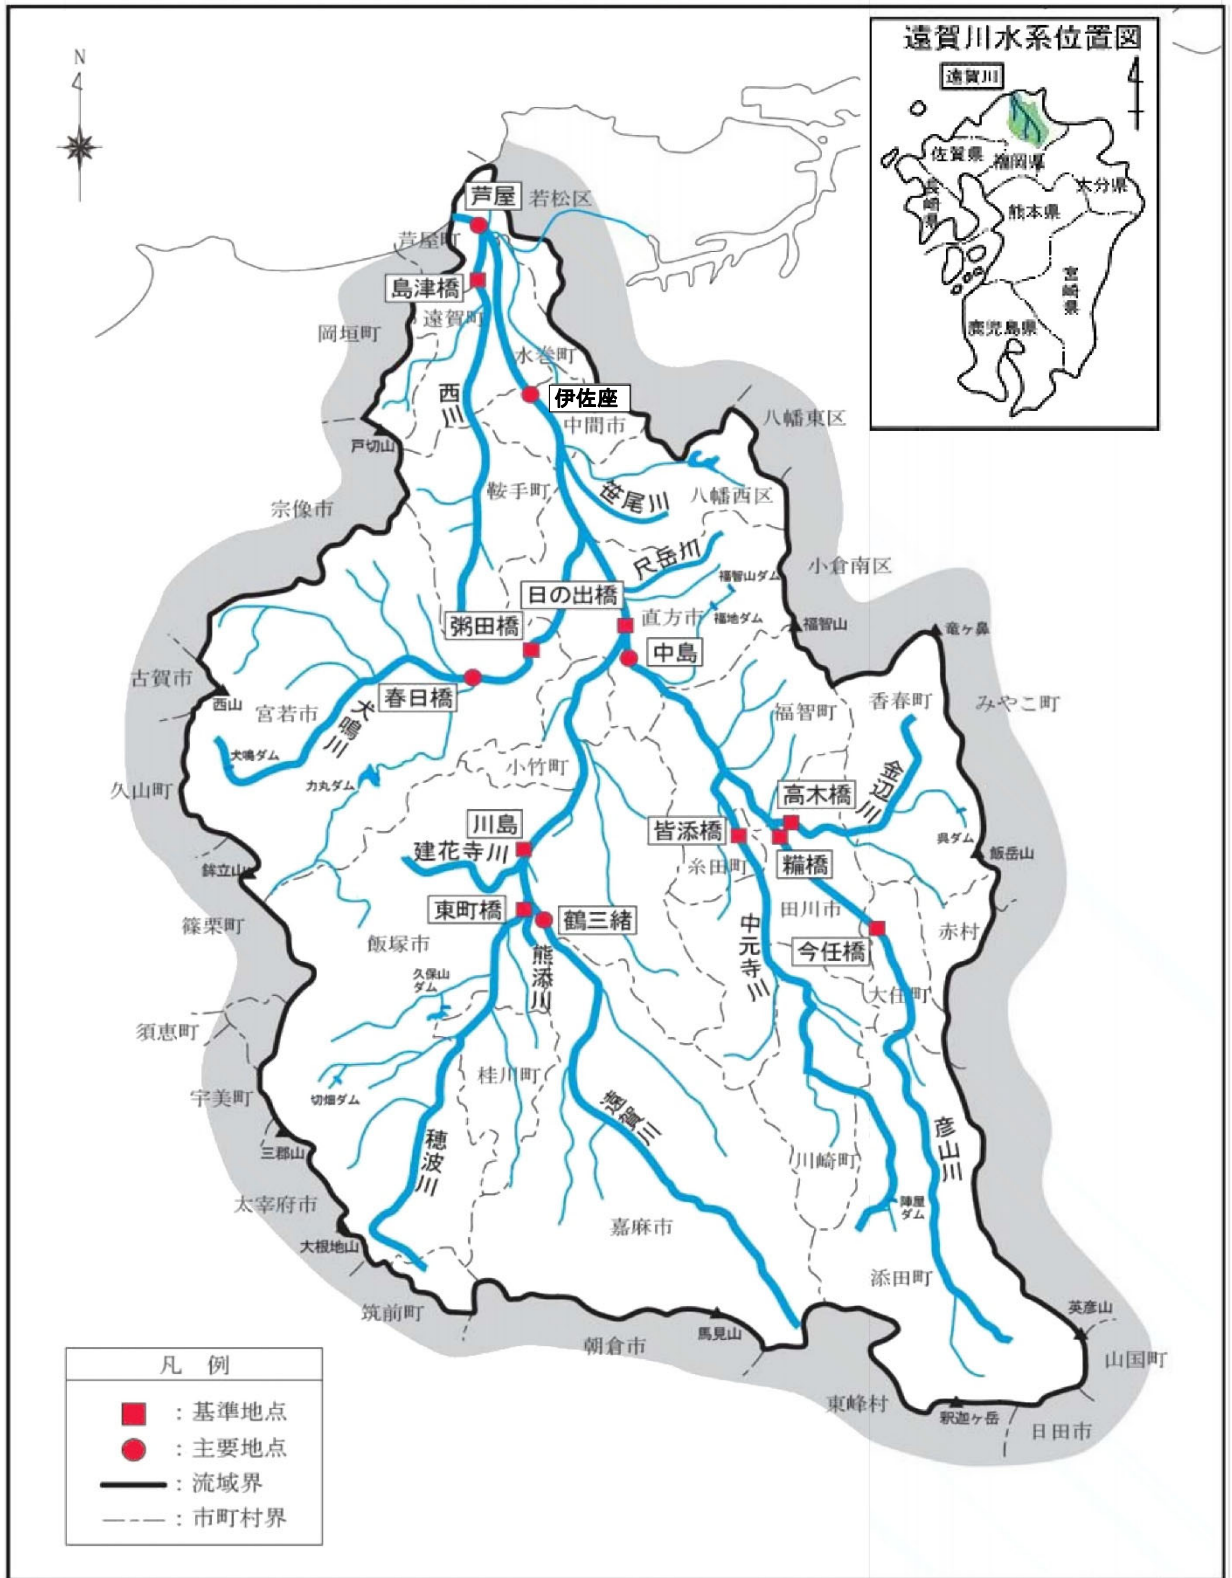 遠賀川水系位置図
遠賀川
佐賀県
福岡県
大分県
長崎県
熊本県
宮崎県
鹿児島県
N
芦屋
若松区
芦屋町
島津橋
遠賀町
岡垣町
水巻町
西川
伊佐座
中間市
八幡東区
戸切山
鞍手町
笹尾川
八幡西区
宗像市
尺岳川
小倉南区
福智山ダム
日の出橋
直方市
福地ダム
福智山
竜ヶ鼻
粥田橋
中島
古賀市
西山
春日橋
宮若市
犬鳴川
香春町
みやこ町
福智町
犬鳴ダム
小竹町
力丸ダム
久山町
金辺川
高木橋
川島
皆添橋
呉ダム
建花寺川
糒橋
飯岳山
鉾立山
糸田町
東町橋
鶴三緒
田川市
篠栗町
飯塚市
中元寺川
今任橋
赤村
熊添川
久保山
ダム
大任町
須恵町
桂川町
切畑ダム
宇美町
遠賀川
穂波川
彦山川
三郡山
川崎町
太宰府市
陣屋
ダム
嘉麻市
大根地山
添田町
筑前町
英彦山
馬見山
朝倉市
山国町
東峰村
釈迦ヶ岳
日田市
凡 例
：基準地点
：主要地点
：流域界
：市町村界